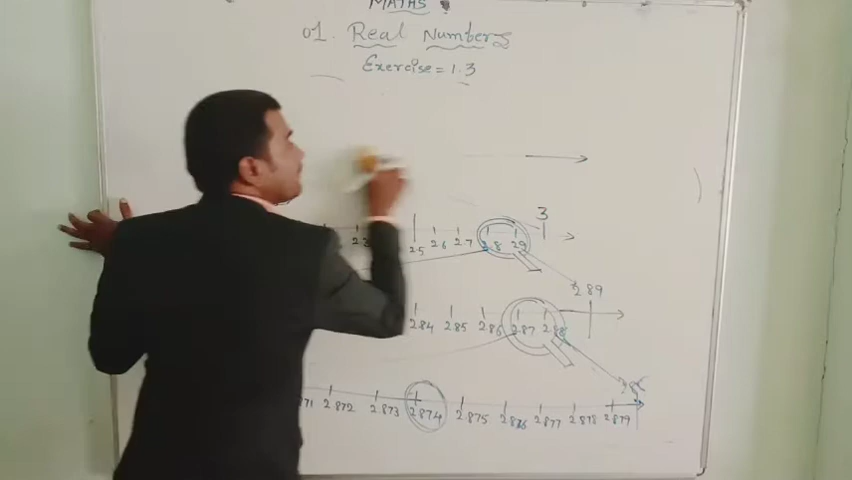 MATHS
01. Real Numbers
Exercise = 1.3
3
2.5 2.6 2.7 2.8 2.9
2.89
2.84 2.85 2.86 2.87 2.88
2.872 2.873 2.874 2.875 2.876 2.877 2.878 2.879